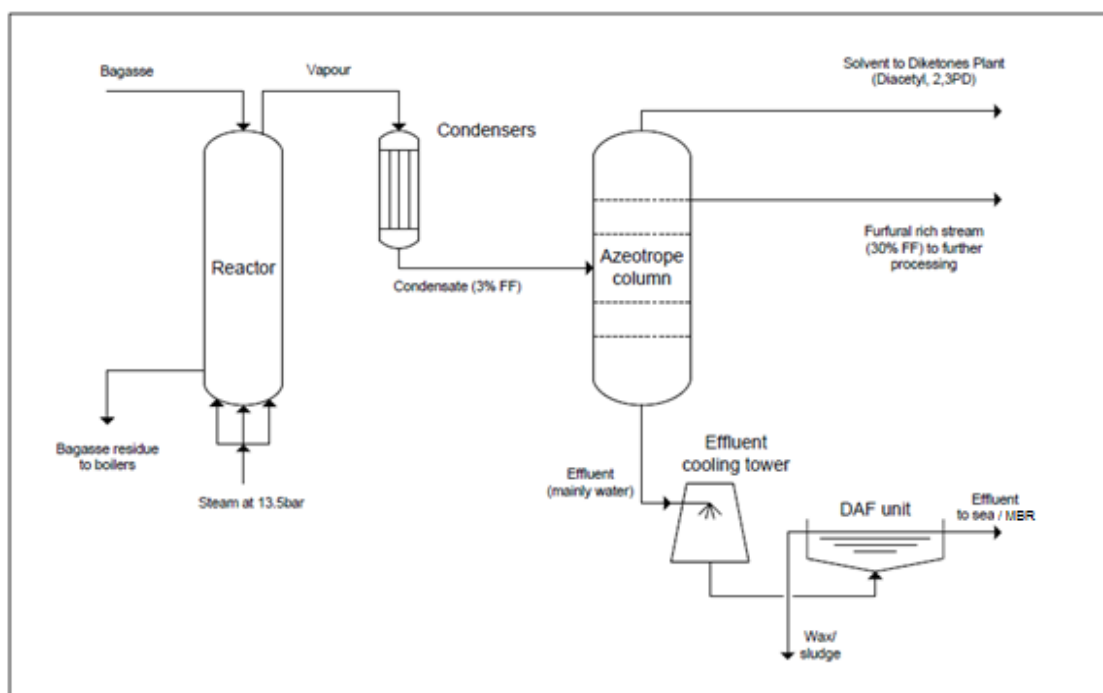 Bagasse
Vapour
Condensers
Solvent to Diketones Plant
(Diacetyl, 2,3PD)
Reactor
Condensate (3% FF)
Azeotrope
column
Furfural rich stream
(30% FF) to further
processing
Bagasse residue
to boilers
Steam at 13.5bar
Effluent
(mainly water)
Effluent
cooling tower
DAF unit
Effluent
to sea / MBR
Wax/
sludge